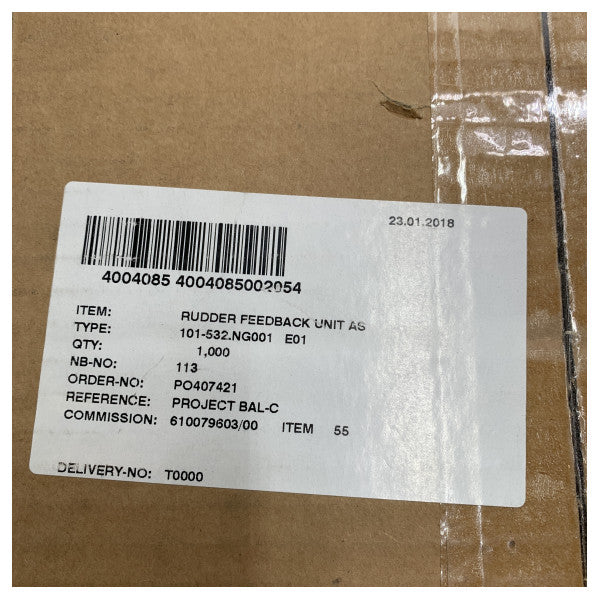 23.01.2018
4004085 4004085002054
ITEM: RUDDER FEEDBACK UNIT AS
TYPE: 101-532.NG001 E01
QTY: 1,000
NB-NO: 113
ORDER-NO: PO407421
REFERENCE: PROJECT BAL-C
COMMISSION: 610079603/00 ITEM 55
DELIVERY-NO: T0000